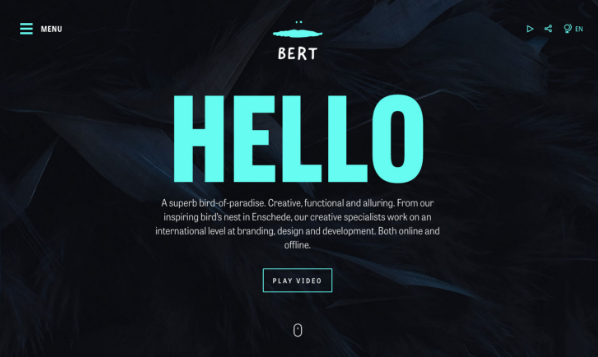 MENU
BERT
EN
HELLO
A superb bird-of-paradise. Creative, functional and alluring. From our
inspiring bird's nest in Enschede, our creative specialists work on an
international level at branding, design and development. Both online and
offline.
PLAY VIDEO